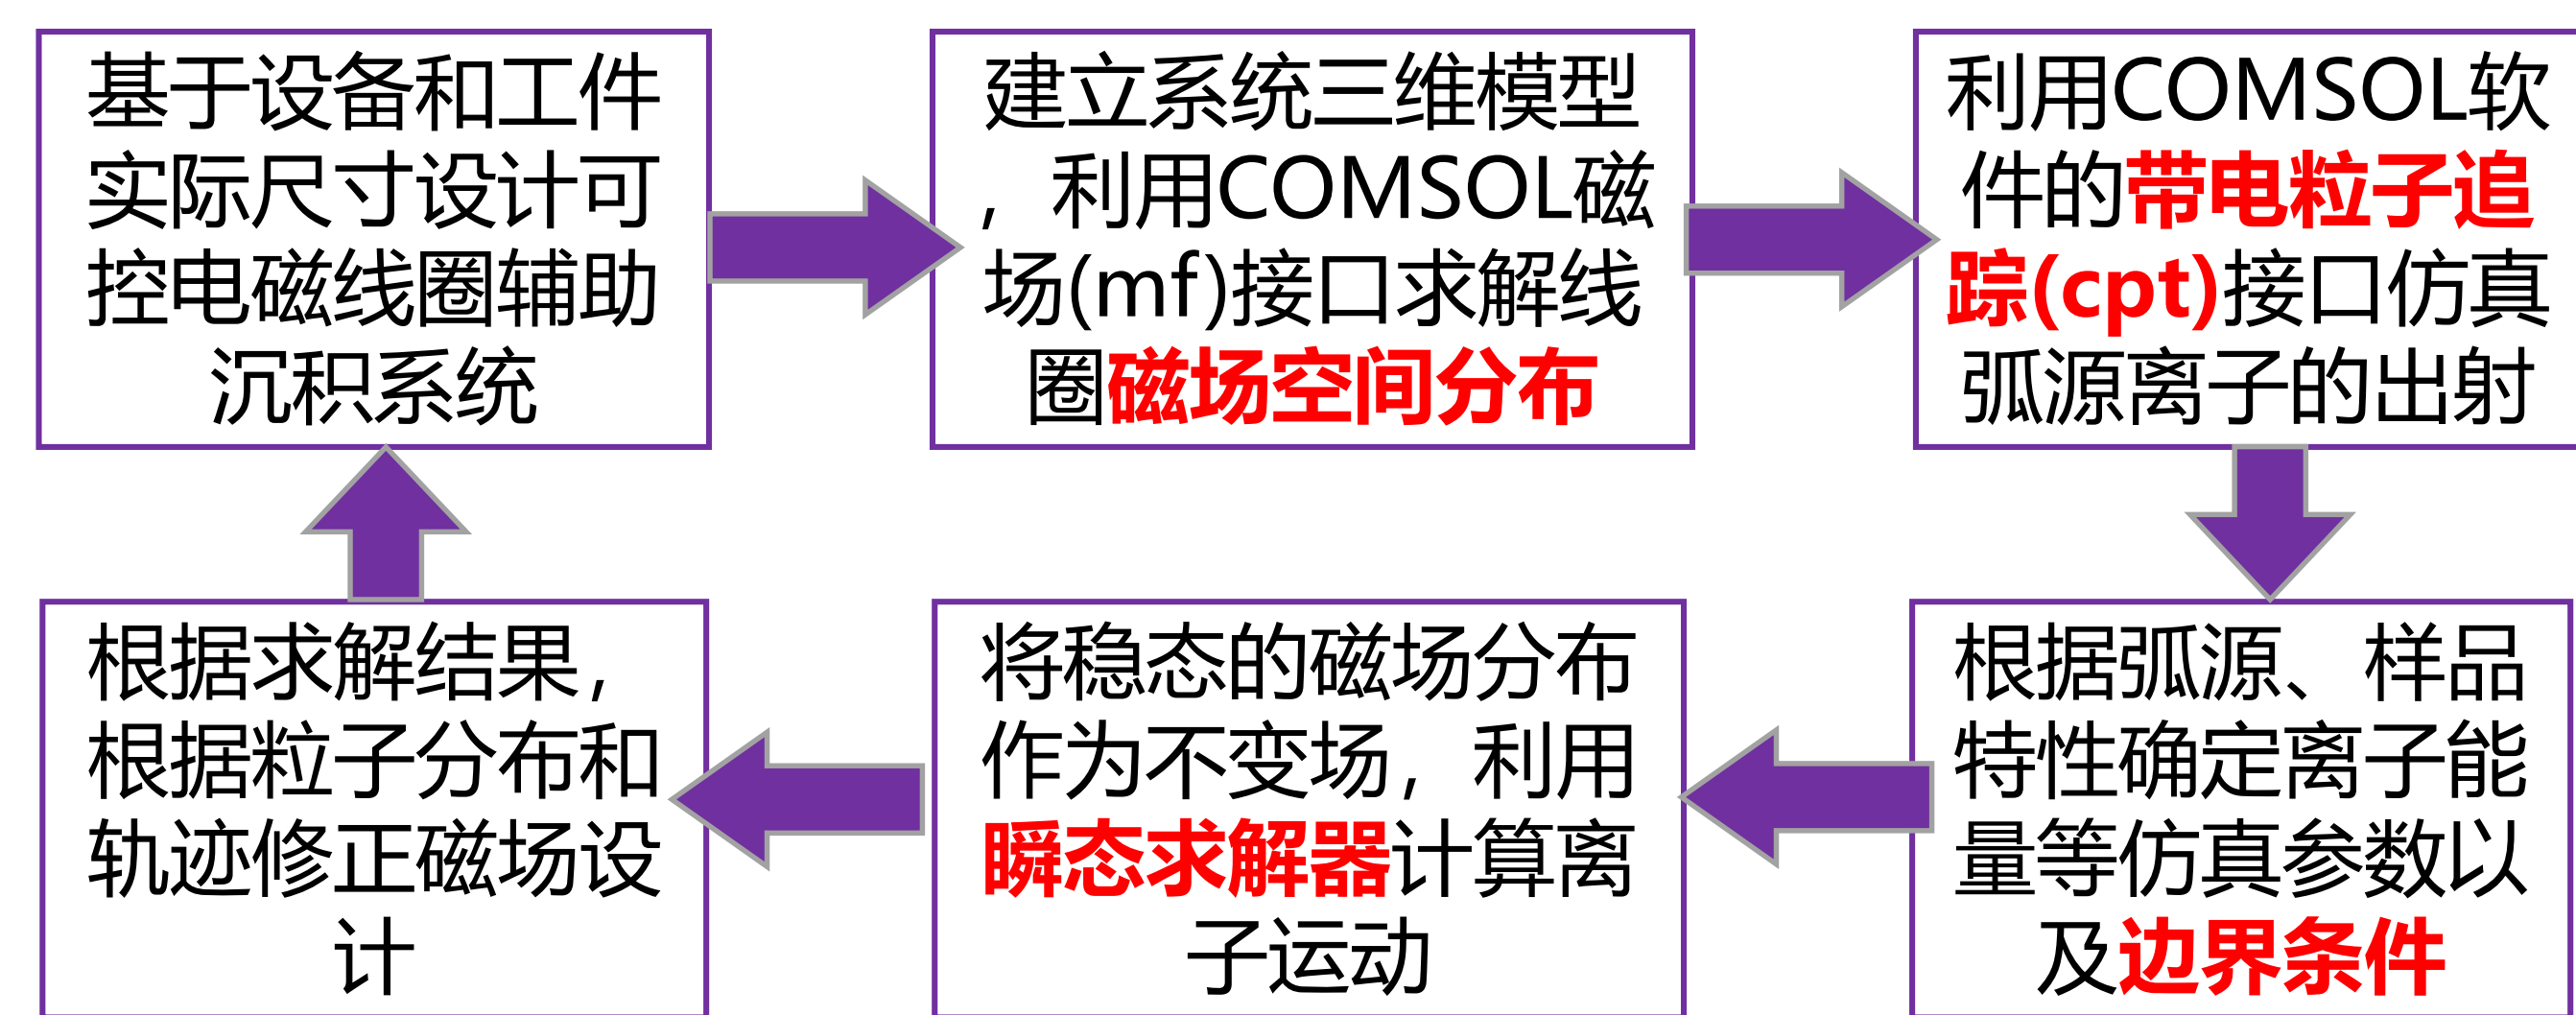 基于设备和工件
实际尺寸设计可
控电磁线圈辅助
沉积系统
建立系统三维模型
，利用COMSOL磁
场(mf)接口求解线
圈磁场空间分布
利用COMSOL软
件的带电粒子追
踪(cpt)接口仿真
弧源离子的出射
根据弧源、样品
特性确定离子能
量等仿真参数以
及边界条件
将稳态的磁场分布
作为不变场，利用
瞬态求解器计算离
子运动
根据求解结果，
根据粒子分布和
轨迹修正磁场设
计